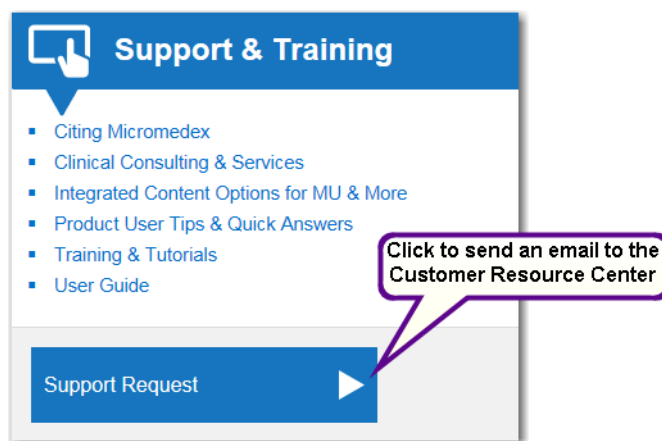 Support & Training
Citing Micromedex
Clinical Consulting & Services
Integrated Content Options for MU & More
Product User Tips & Quick Answers
Training & Tutorials
User Guide
Click to send an email to the
Customer Resource Center
Support Request